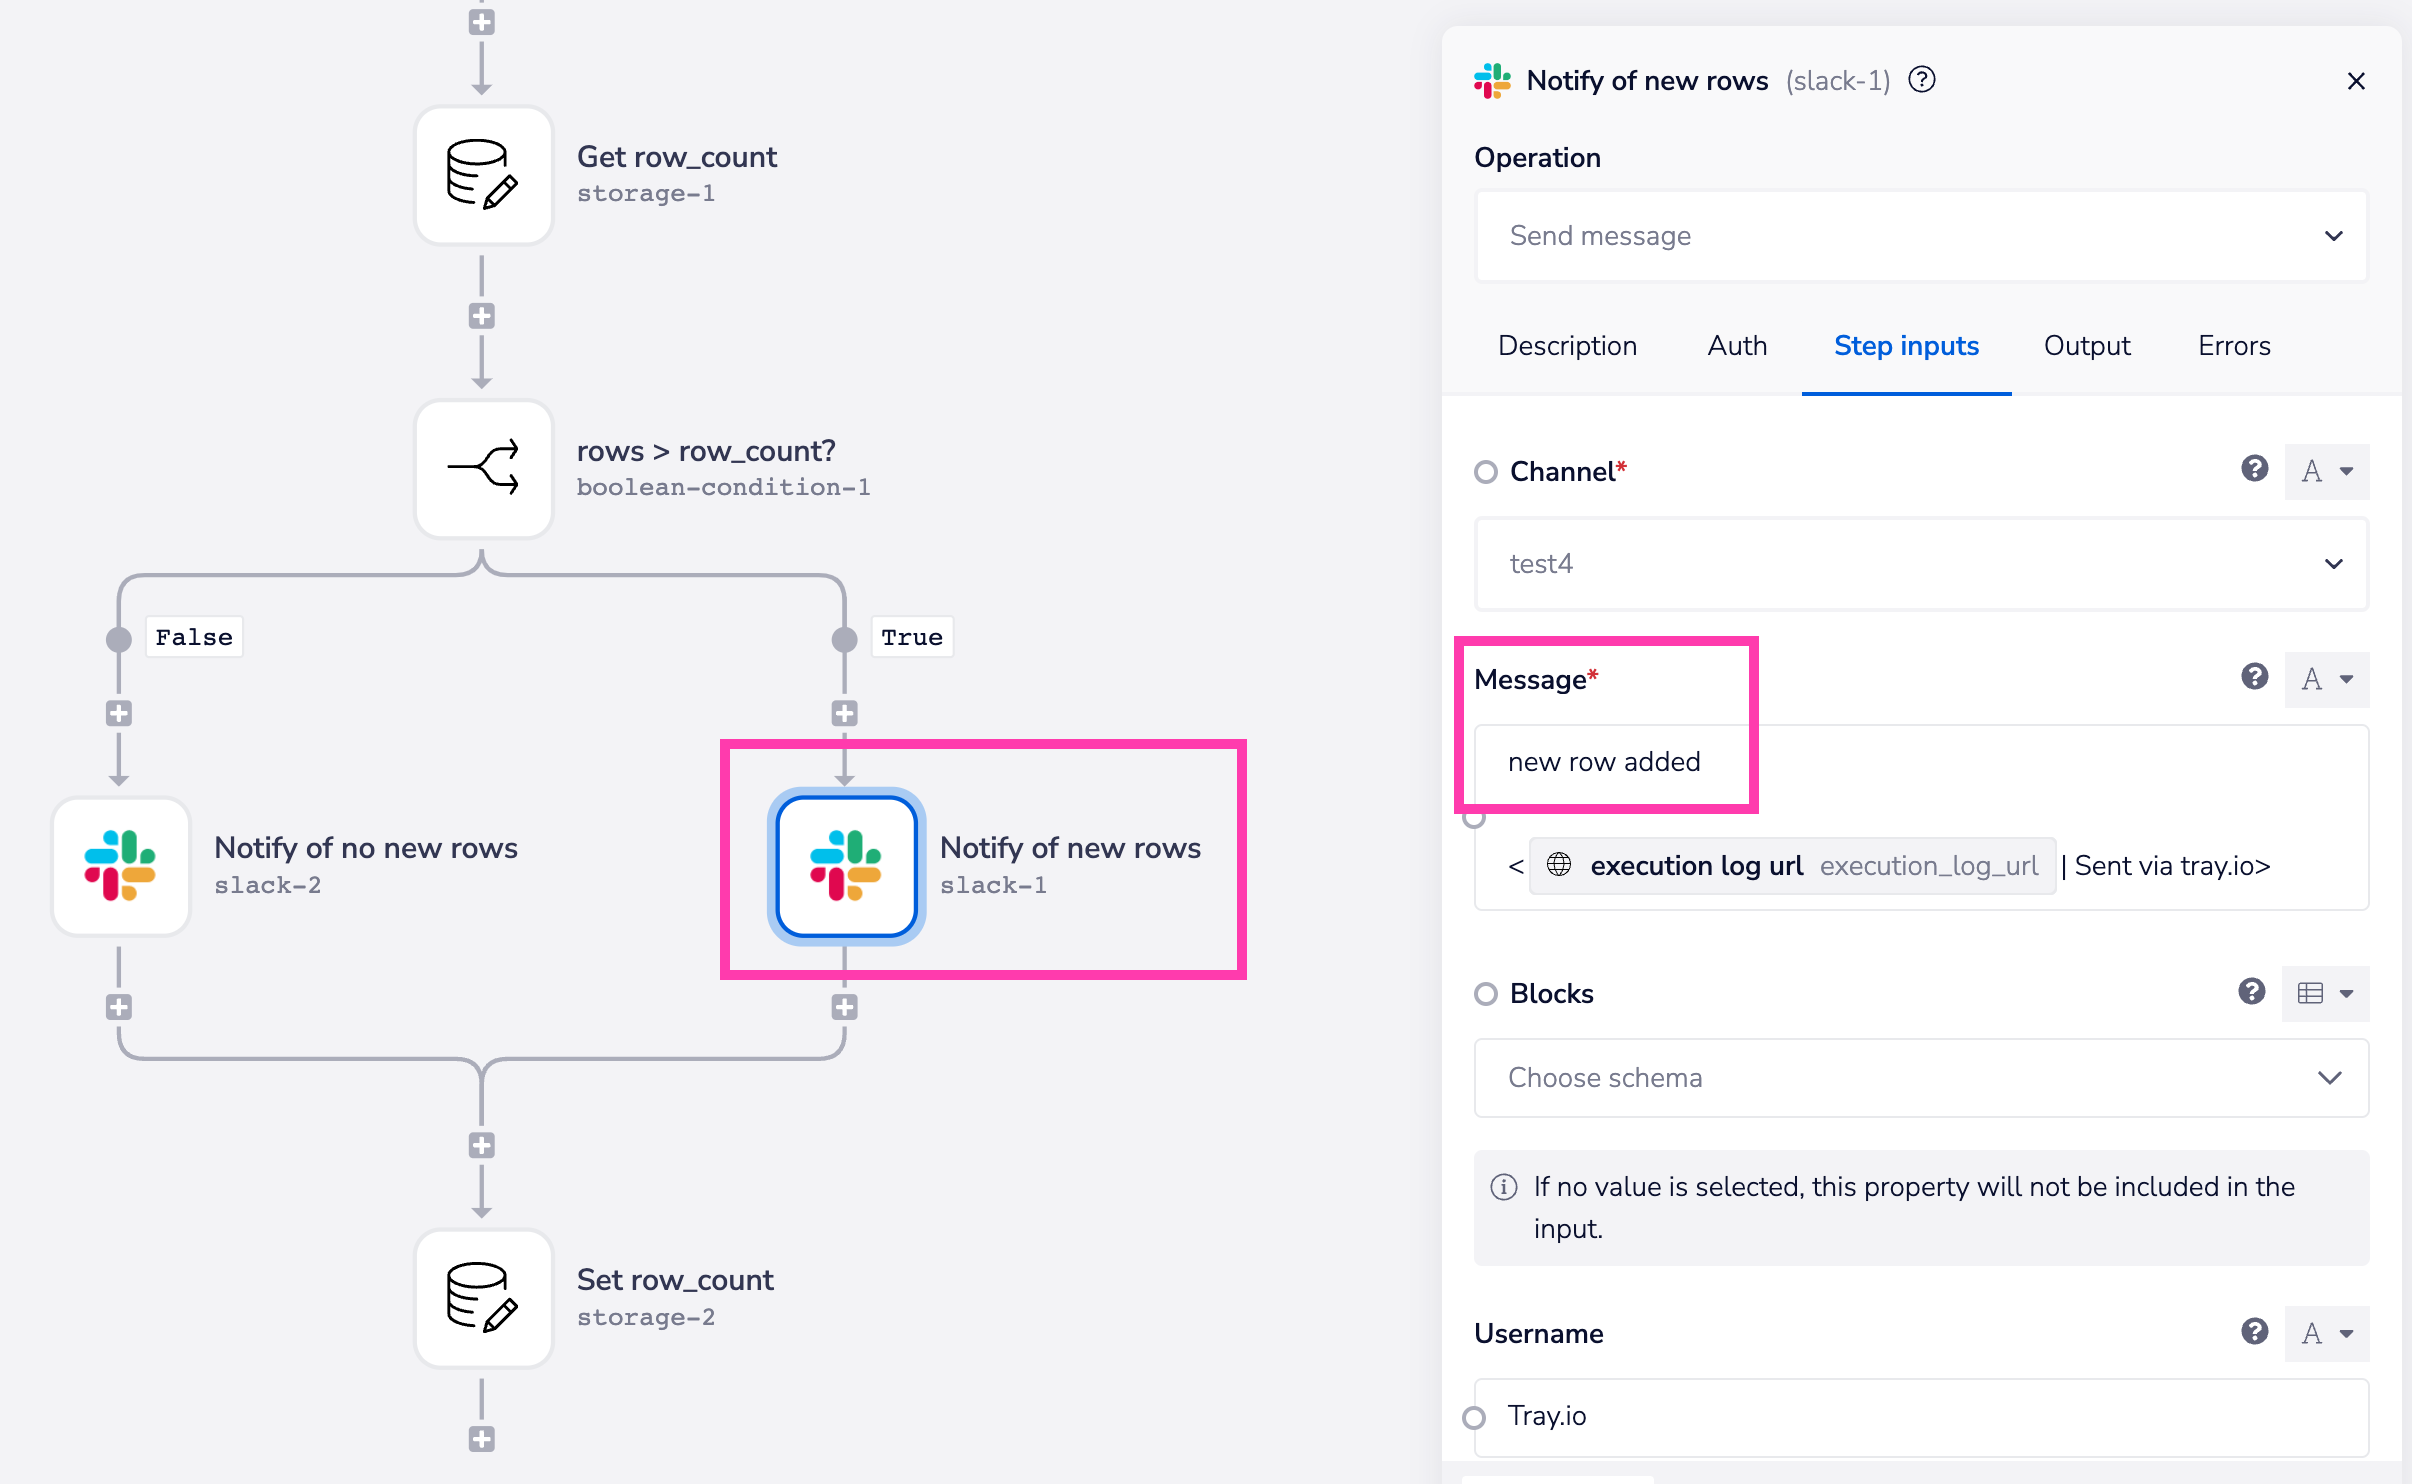 Get row_count
storage-1
rows > row_count?
boolean-condition-1
False
True
Notify of no new rows
slack-2
Notify of new rows
slack-1
Set row_count
storage-2
Notify of new rows (slack-1)
Operation
Send message
Description Auth Step inputs Output Errors
Channel*
A
test4
Message*
A
new row added
< execution log url execution_log_url | Sent via tray.io>
Blocks
Choose schema
If no value is selected, this property will not be included in the
input.
Username
A
Tray.io